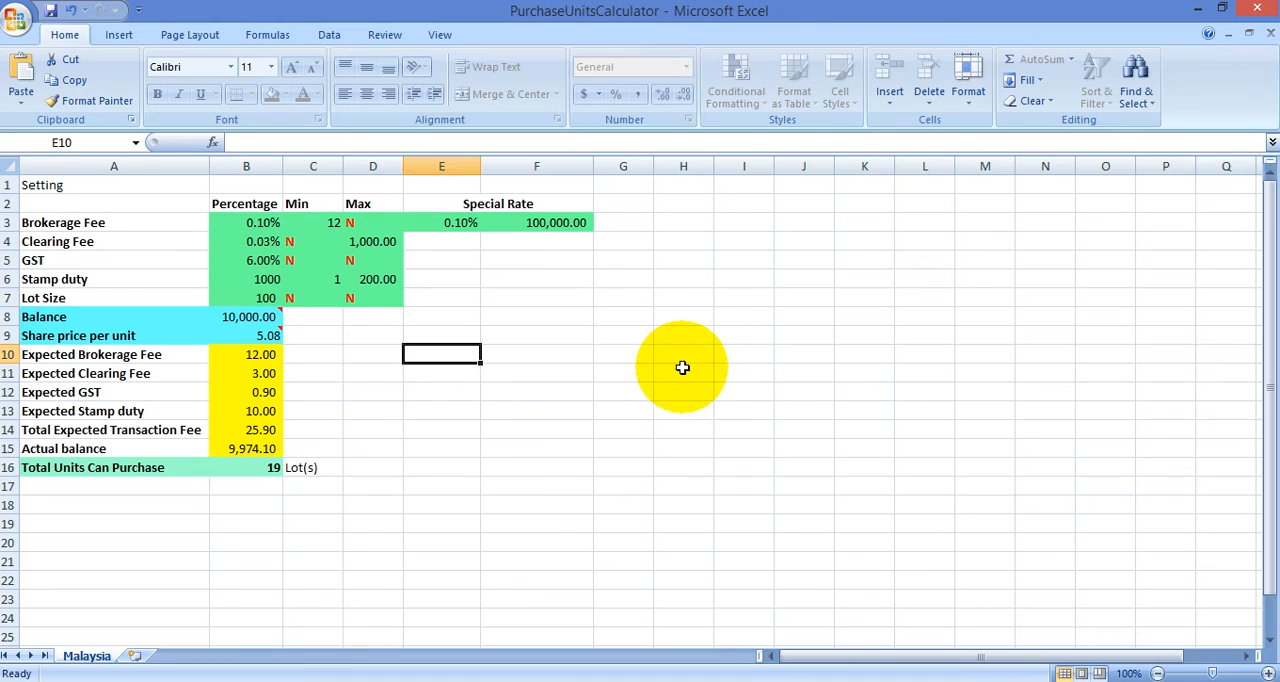 PurchaseUnitsCalculator - Microsoft Excel
Home Insert Page Layout Formulas Data Review View
Paste Cut Copy Format Painter Clipboard
Calibri 11 A A B I U A Font
Wrap Text Merge & Center Alignment
General $ % , Number
Conditional Formatting Format as Table Cell Styles Styles
Insert Delete Format Cells
Σ AutoSum Fill Clear Sort & Filter Find & Select Editing
E10 fx
A B C D E F G H I J K L M N O P Q
1 Setting
2 Percentage Min Max Special Rate
3 Brokerage Fee 0.10% 12 N 0.10% 100,000.00
4 Clearing Fee 0.03% N 1,000.00
5 GST 6.00% N N
6 Stamp duty 1000 1 200.00
7 Lot Size 100 N N
8 Balance 10,000.00
9 Share price per unit 5.08
10 Expected Brokerage Fee 12.00
11 Expected Clearing Fee 3.00
12 Expected GST 0.90
13 Expected Stamp duty 10.00
14 Total Expected Transaction Fee 25.90
15 Actual balance 9,974.10
16 Total Units Can Purchase 19 Lot(s)
17
18
19
20
21
22
23
24
25
Malaysia
Ready 100%